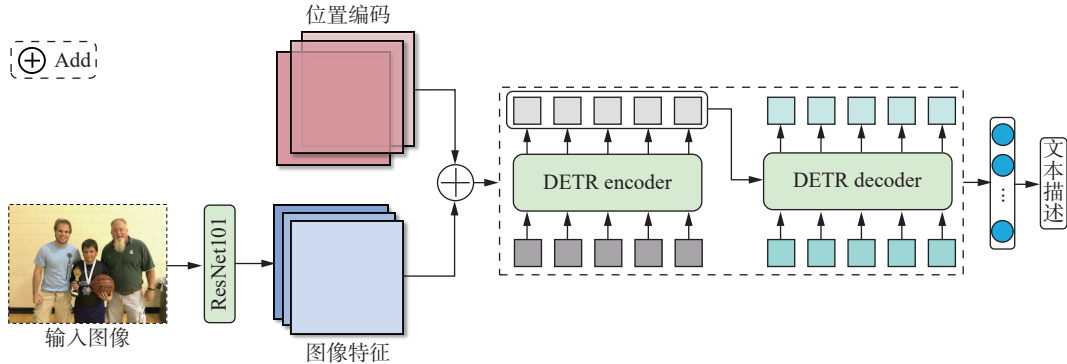 位置编码
Add
DETR encoder
DETR decoder
文本描述
ResNet101
输入图像
图像特征